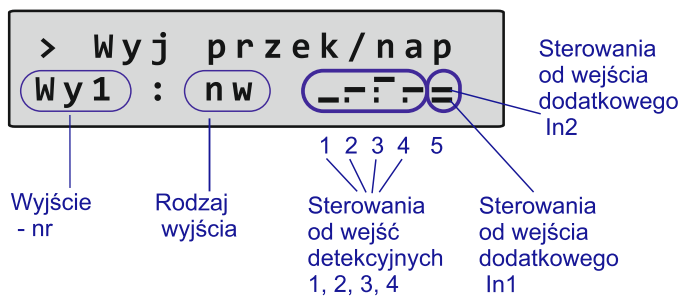 > Wyj przek/nap
Wy1 : nw
1 2 3 4 5
Sterowania
od wejścia
dodatkowego
In2
Wyjście
- nr
Rodzaj
wyjścia
Sterowania
od wejść
detekcyjnych
1, 2, 3, 4
Sterowania
od wejścia
dodatkowego
In1